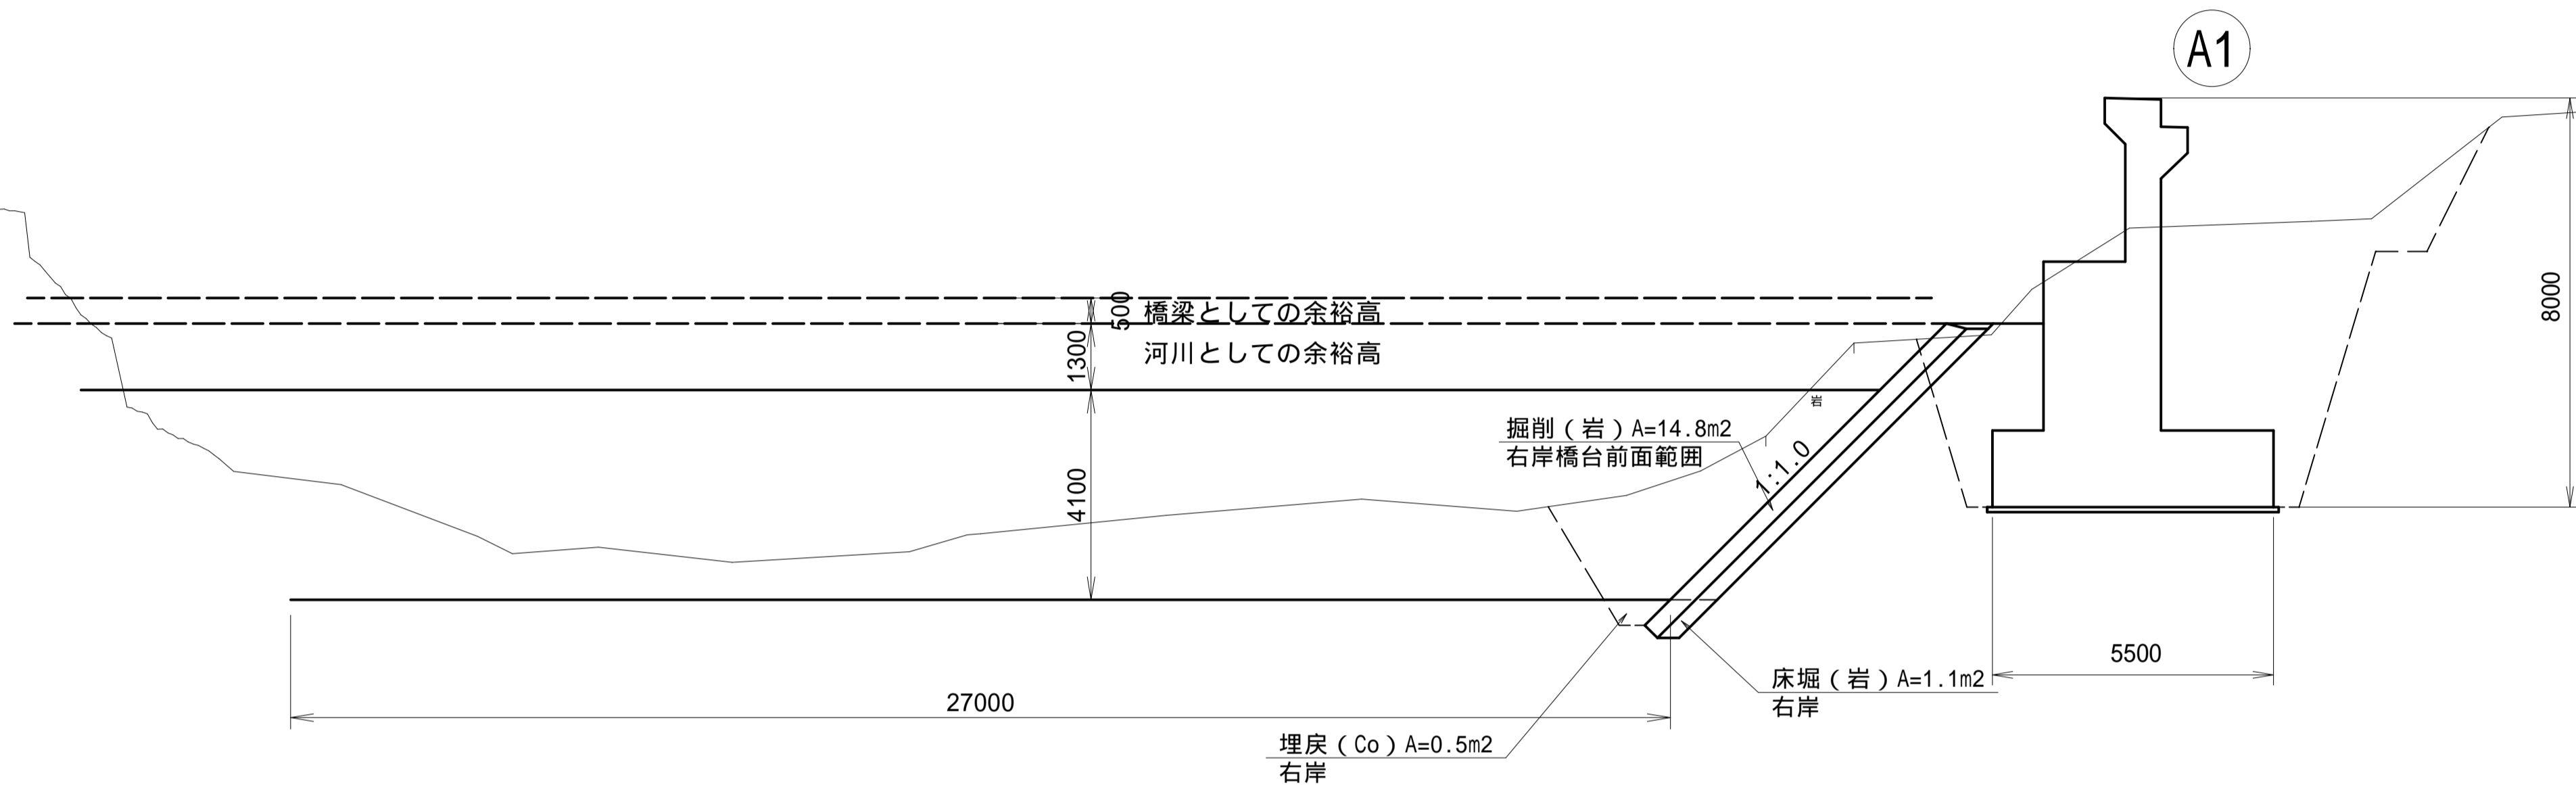 A1
8000
500
橋梁としての余裕高
1300
河川としての余裕高
岩
掘削（岩）A=14.8m2
右岸橋台前面範囲
1:1.0
4100
5500
床堀（岩）A=1.1m2
右岸
27000
埋戻（Co）A=0.5m2
右岸